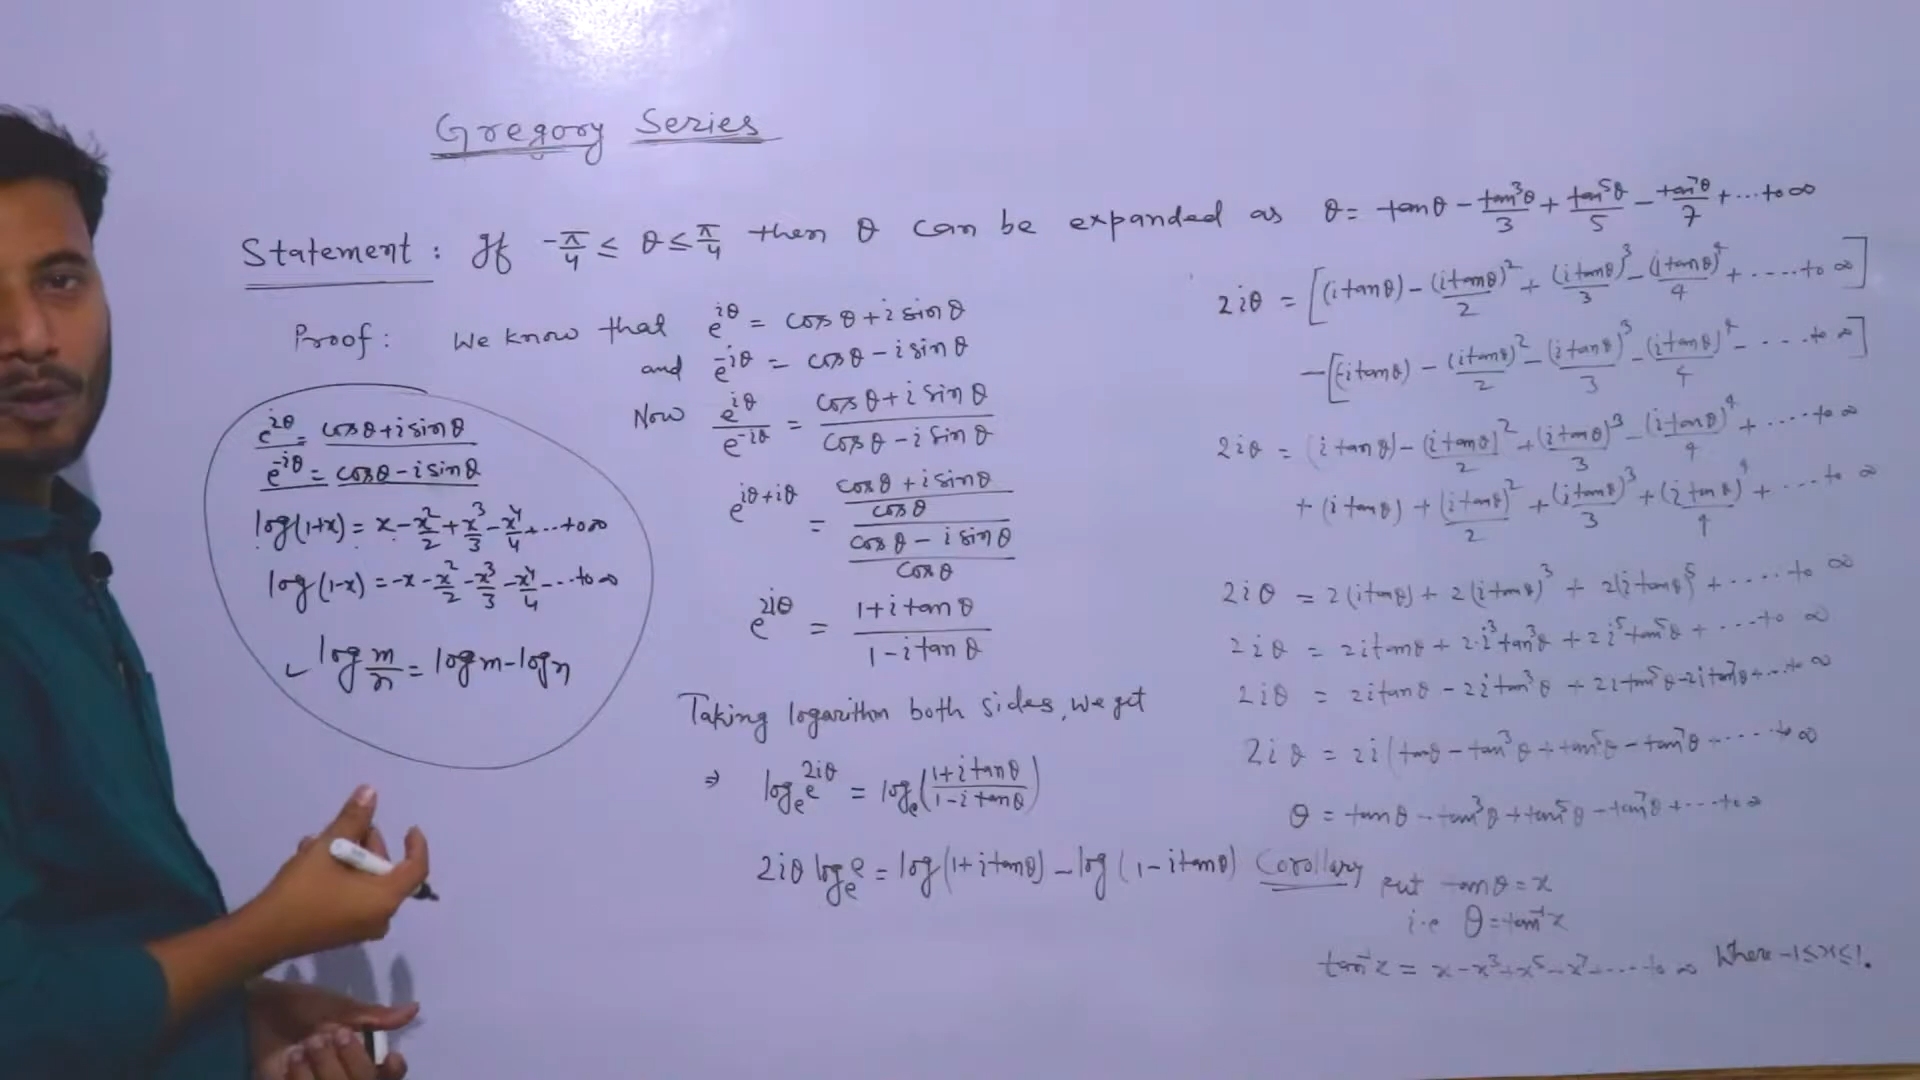 Gregory Series
Statement : If -π/4 ≤ θ ≤ π/4 then θ can be expanded as θ = tanθ - tan³θ/3 + tan⁵θ/5 - tan⁷θ/7 + ... to ∞
Proof : We know that e^{iθ} = cosθ + i sinθ
and e^{-iθ} = cosθ - i sinθ
Now e^{iθ}/e^{-iθ} = (cosθ + i sinθ)/(cosθ - i sinθ)
e^{iθ+iθ} = ((cosθ + i sinθ)/cosθ)/((cosθ - i sinθ)/cosθ)
e^{2iθ} = (1 + i tanθ)/(1 - i tanθ)
Taking logarithm both sides, we get
⇒ log_e e^{2iθ} = log_e((1 + i tanθ)/(1 - i tanθ))
2iθ log_e e = log(1 + i tanθ) - log(1 - i tanθ)
e^{iθ} = cosθ + i sinθ
e^{-iθ} = cosθ - i sinθ
log(1+x) = x - x²/2 + x³/3 - x⁴/4 + ... to ∞
log(1-x) = -x - x²/2 - x³/3 - x⁴/4 - ... to ∞
✓ log m/n = log m - log n
2iθ = [(i tanθ) - (i tanθ)²/2 + (i tanθ)³/3 - (i tanθ)⁴/4 + .... to ∞]
-[(-i tanθ) - (i tanθ)²/2 - (i tanθ)³/3 - (i tanθ)⁴/4 - .... to ∞]
2iθ = (i tanθ) - (i tanθ)²/2 + (i tanθ)³/3 - (i tanθ)⁴/4 + .... to ∞
+ (i tanθ) + (i tanθ)²/2 + (i tanθ)³/3 + (i tanθ)⁴/4 + .... to ∞
2iθ = 2(i tanθ) + 2(i tanθ)³ + 2(i tanθ)⁵ + ..... to ∞
2iθ = 2i tanθ + 2·i³ tan³θ + 2i⁵ tan⁵θ + .... to ∞
2iθ = 2i tanθ - 2i tan³θ + 2i tan⁵θ - 2i tan⁷θ + ... to ∞
2iθ = 2i(tanθ - tan³θ + tan⁵θ - tan⁷θ ...... to ∞
θ = tanθ - tan³θ + tan⁵θ - tan⁷θ + .... to ∞
Corollary put tanθ = x
i.e θ = tan⁻¹x
tan⁻¹x = x - x³ + x⁵ - x⁷ + .... to ∞ Where -1 ≤ x ≤ 1.